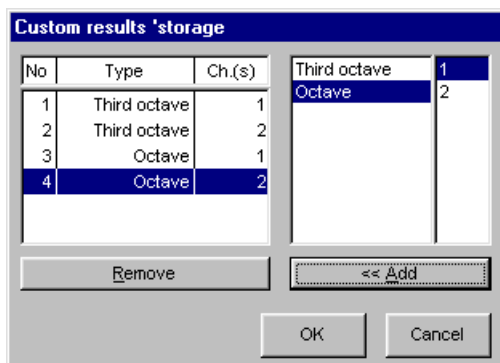 Custom results 'storage
No Type Ch.(s)
1 Third octave 1
2 Third octave 2
3 Octave 1
4 Octave 2
Third octave 1
Octave 2
Remove
<< Add
OK Cancel